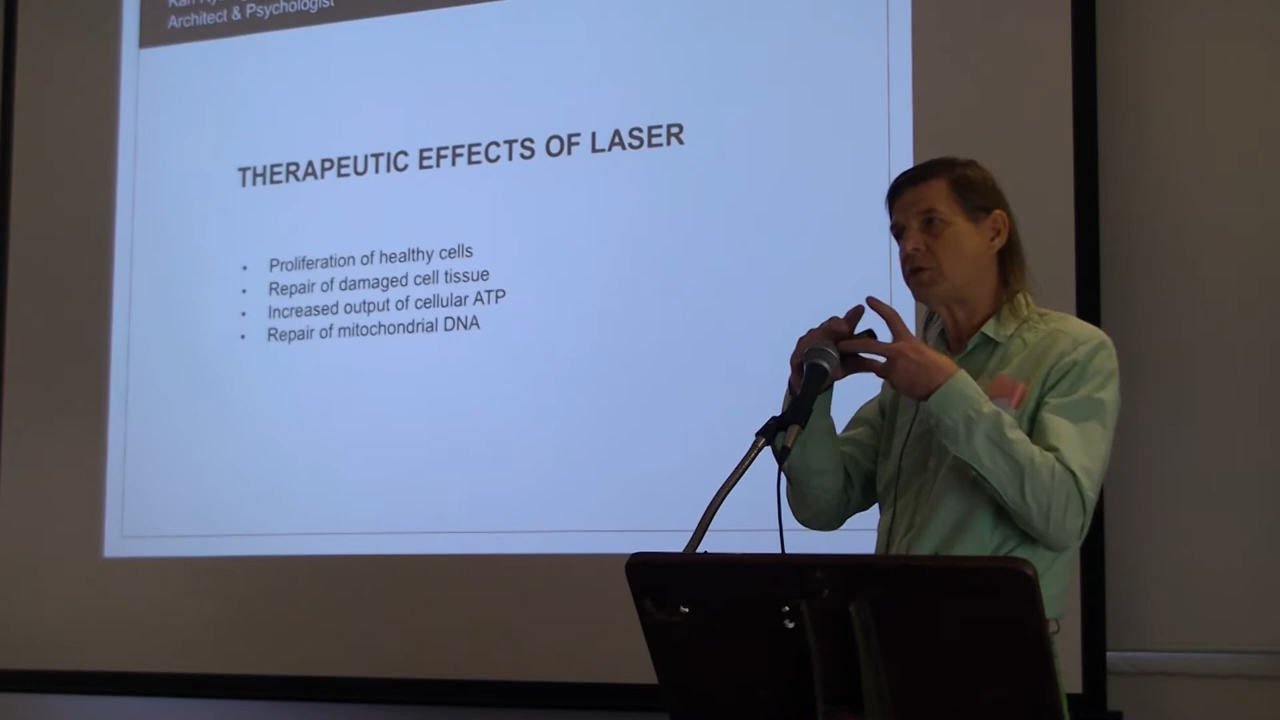 Architect & Psychologist
THERAPEUTIC EFFECTS OF LASER
• Proliferation of healthy cells
• Repair of damaged cell tissue
• Increased output of cellular ATP
• Repair of mitochondrial DNA